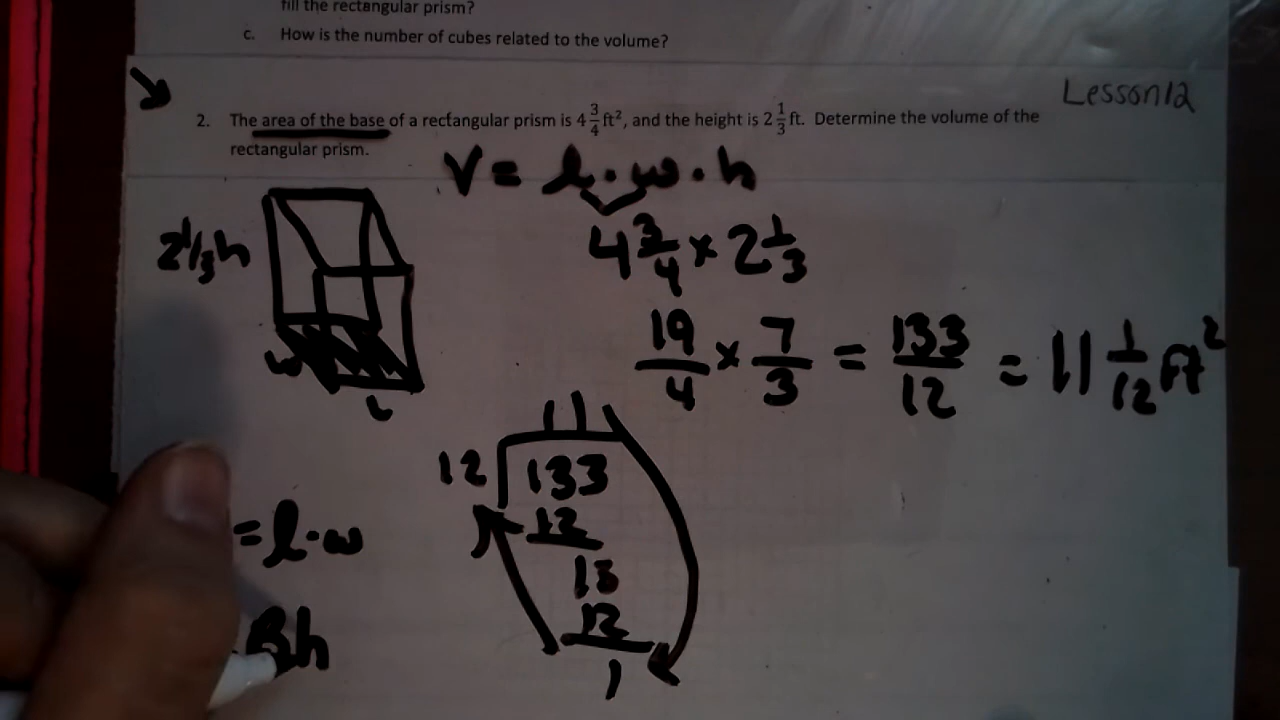 fill the rectangular prism?
c. How is the number of cubes related to the volume?
Lesson 12
2. The area of the base of a rectangular prism is 4 3/4 ft², and the height is 2 1/3 ft. Determine the volume of the
rectangular prism.
V = l · w · h
4 3/4 × 2 1/3
2 1/3 h
19/4 × 7/3 = 133/12 = 11 1/12 ft²
w
L
11
12 133
12
13
12
1
= l · w
Bh